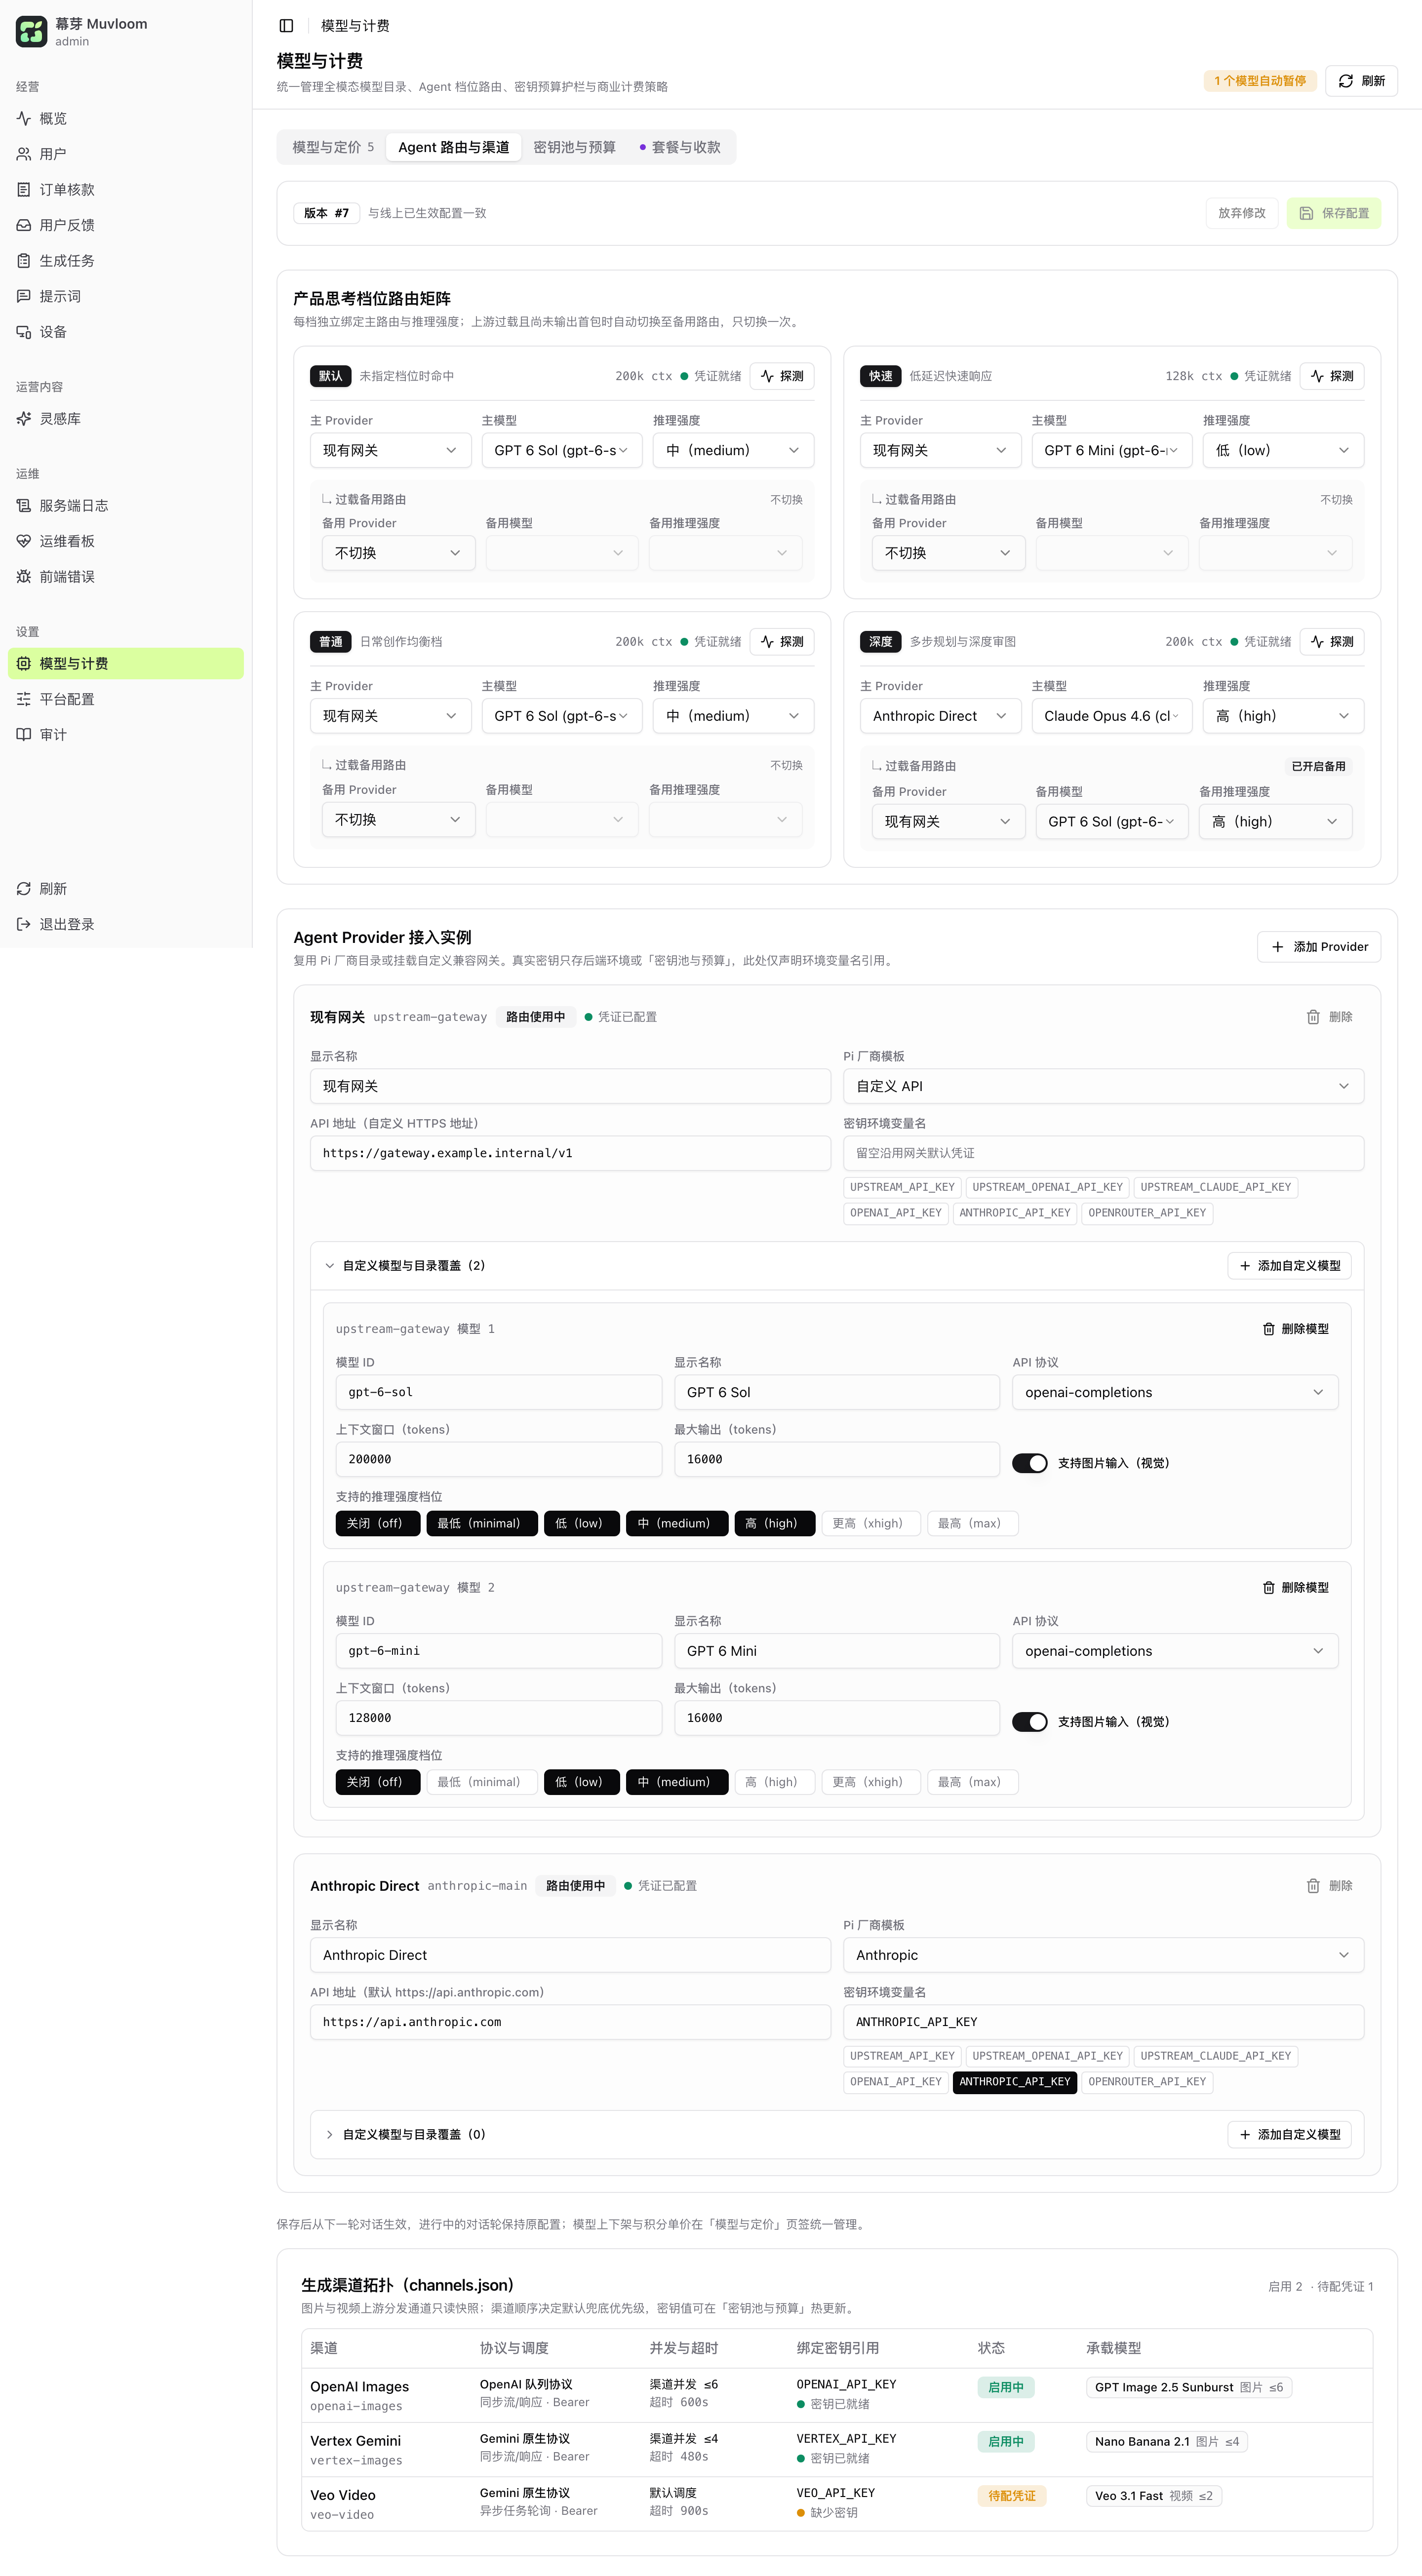 幕芽 Muvloom
admin
经营
概览
用户
订单核款
用户反馈
生成任务
提示词
设备
运营内容
灵感库
运维
服务端日志
运维看板
前端错误
设置
模型与计费
平台配置
审计
刷新
退出登录
模型与计费
模型与计费
统一管理全模态模型目录、Agent 档位路由、密钥预算护栏与商业计费策略
1 个模型自动暂停
刷新
模型与定价 5
Agent 路由与渠道
密钥池与预算
套餐与收款
版本 #7 与线上已生效配置一致
放弃修改
保存配置
产品思考档位路由矩阵
每档独立绑定主路由与推理强度；上游过载且尚未输出首包时自动切换至备用路由，只切换一次。
默认 未指定档位时命中 200k ctx 凭证就绪 探测
主 Provider 主模型 推理强度
现有网关 GPT 6 Sol (gpt-6-s 中（medium）
过载备用路由 不切换
备用 Provider 备用模型 备用推理强度
不切换
快速 低延迟快速响应 128k ctx 凭证就绪 探测
主 Provider 主模型 推理强度
现有网关 GPT 6 Mini (gpt-6- 低（low）
过载备用路由 不切换
备用 Provider 备用模型 备用推理强度
不切换
普通 日常创作均衡档 200k ctx 凭证就绪 探测
主 Provider 主模型 推理强度
现有网关 GPT 6 Sol (gpt-6-s 中（medium）
过载备用路由 不切换
备用 Provider 备用模型 备用推理强度
不切换
深度 多步规划与深度审图 200k ctx 凭证就绪 探测
主 Provider 主模型 推理强度
Anthropic Direct Claude Opus 4.6 (cl 高（high）
过载备用路由 已开启备用
备用 Provider 备用模型 备用推理强度
现有网关 GPT 6 Sol (gpt-6- 高（high）
Agent Provider 接入实例
复用 Pi 厂商目录或挂载自定义兼容网关。真实密钥只存后端环境或「密钥池与预算」，此处仅声明环境变量名引用。
添加 Provider
现有网关 upstream-gateway 路由使用中 凭证已配置 删除
显示名称 Pi 厂商模板
现有网关 自定义 API
API 地址（自定义 HTTPS 地址） 密钥环境变量名
https://gateway.example.internal/v1 留空沿用网关默认凭证
UPSTREAM_API_KEY UPSTREAM_OPENAI_API_KEY UPSTREAM_CLAUDE_API_KEY
OPENAI_API_KEY ANTHROPIC_API_KEY OPENROUTER_API_KEY
自定义模型与目录覆盖（2） 添加自定义模型
upstream-gateway 模型 1 删除模型
模型 ID 显示名称 API 协议
gpt-6-sol GPT 6 Sol openai-completions
上下文窗口（tokens） 最大输出（tokens）
200000 16000 支持图片输入（视觉）
支持的推理强度档位
关闭（off） 最低（minimal） 低（low） 中（medium） 高（high） 更高（xhigh） 最高（max）
upstream-gateway 模型 2 删除模型
模型 ID 显示名称 API 协议
gpt-6-mini GPT 6 Mini openai-completions
上下文窗口（tokens） 最大输出（tokens）
128000 16000 支持图片输入（视觉）
支持的推理强度档位
关闭（off） 最低（minimal） 低（low） 中（medium） 高（high） 更高（xhigh） 最高（max）
Anthropic Direct anthropic-main 路由使用中 凭证已配置 删除
显示名称 Pi 厂商模板
Anthropic Direct Anthropic
API 地址（默认 https://api.anthropic.com） 密钥环境变量名
https://api.anthropic.com ANTHROPIC_API_KEY
UPSTREAM_API_KEY UPSTREAM_OPENAI_API_KEY UPSTREAM_CLAUDE_API_KEY
OPENAI_API_KEY ANTHROPIC_API_KEY OPENROUTER_API_KEY
自定义模型与目录覆盖（0） 添加自定义模型
保存后从下一轮对话生效，进行中的对话轮保持原配置；模型上下架与积分单价在「模型与定价」页签统一管理。
生成渠道拓扑（channels.json） 启用 2 · 待配凭证 1
图片与视频上游分发通道只读快照；渠道顺序决定默认兜底优先级，密钥值可在「密钥池与预算」热更新。
渠道 协议与调度 并发与超时 绑定密钥引用 状态 承载模型
OpenAI Images OpenAI 队列协议 渠道并发 ≤6 OPENAI_API_KEY 启用中 GPT Image 2.5 Sunburst 图片 ≤6
openai-images 同步流/响应 · Bearer 超时 600s 密钥已就绪
Vertex Gemini Gemini 原生协议 渠道并发 ≤4 VERTEX_API_KEY 启用中 Nano Banana 2.1 图片 ≤4
vertex-images 同步流/响应 · Bearer 超时 480s 密钥已就绪
Veo Video Gemini 原生协议 默认调度 VEO_API_KEY 待配凭证 Veo 3.1 Fast 视频 ≤2
veo-video 异步任务轮询 · Bearer 超时 900s 缺少密钥